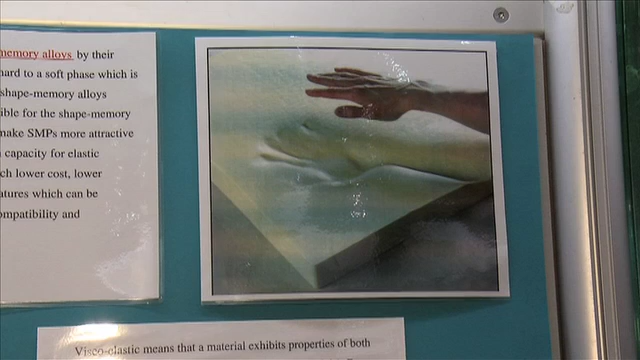 memory alloys by their
hard to a soft phase which is
shape-memory alloys
ible for the shape-memory
make SMPs more attractive
capacity for elastic
ch lower cost, lower
atures which can be
ompatibility and
Visco-elastic means that a material exhibits properties of both